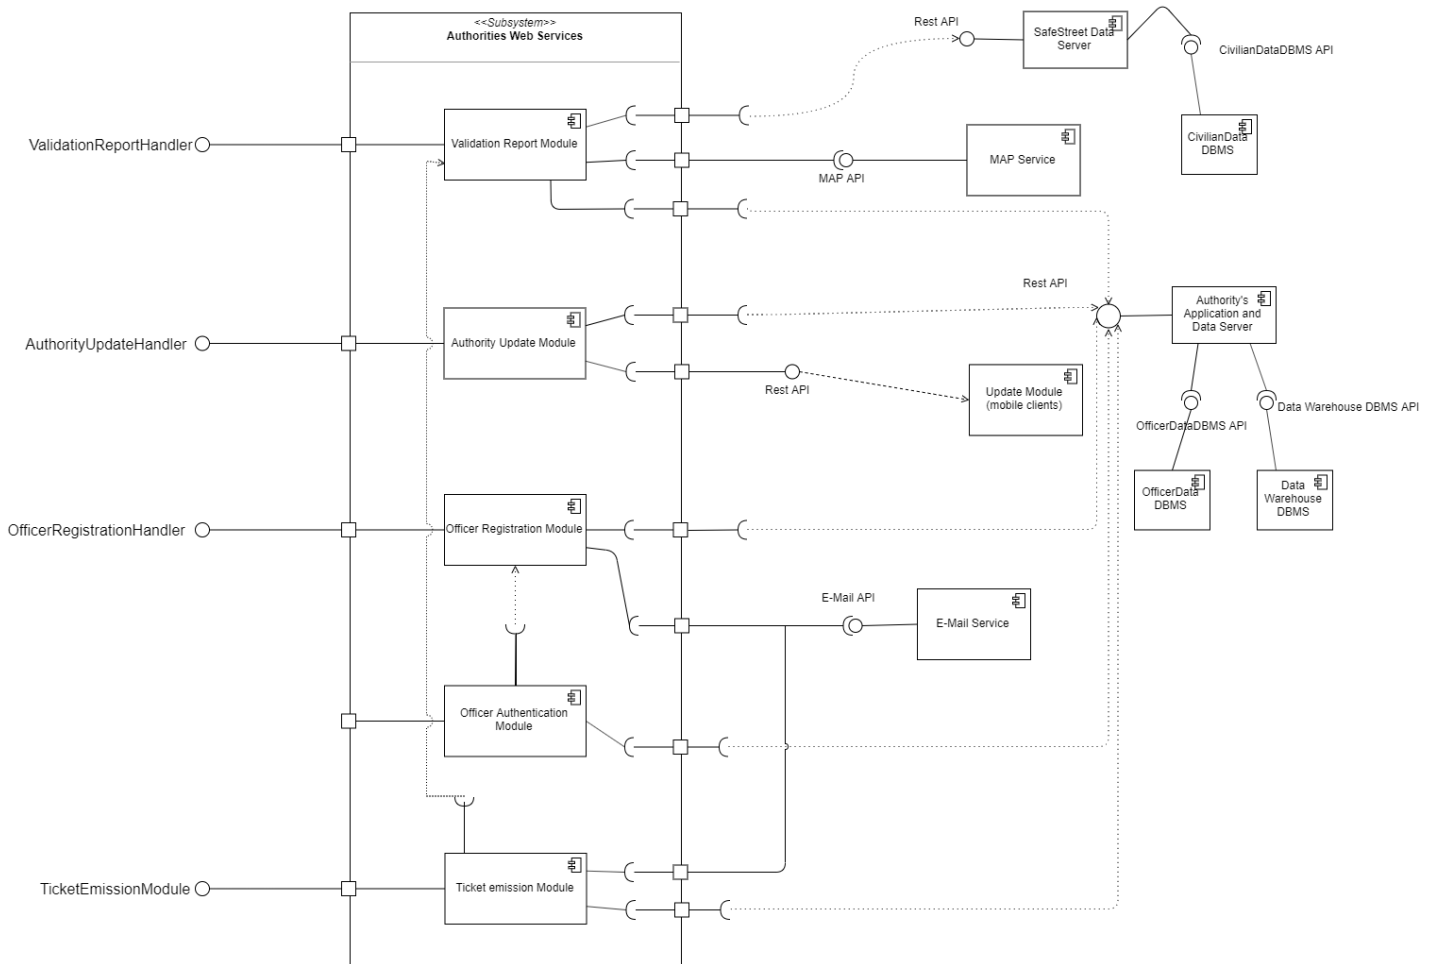 <<Subsystem>>
Authorities Web Services
Rest API
SafeStreet Data
Server
CivilianDataDBMS API
ValidationReportHandler
Validation Report Module
MAP API
MAP Service
CivilianData
DBMS
Rest API
Authority's
Application and
Data Server
AuthorityUpdateHandler
Authority Update Module
Rest API
Update Module
(mobile clients)
OfficerDataDBMS API
Data Warehouse DBMS API
OfficerData
DBMS
Data
Warehouse
DBMS
OfficerRegistrationHandler
Officer Registration Module
E-Mail API
E-Mail Service
Officer Authentication
Module
TicketEmissionModule
Ticket emission Module